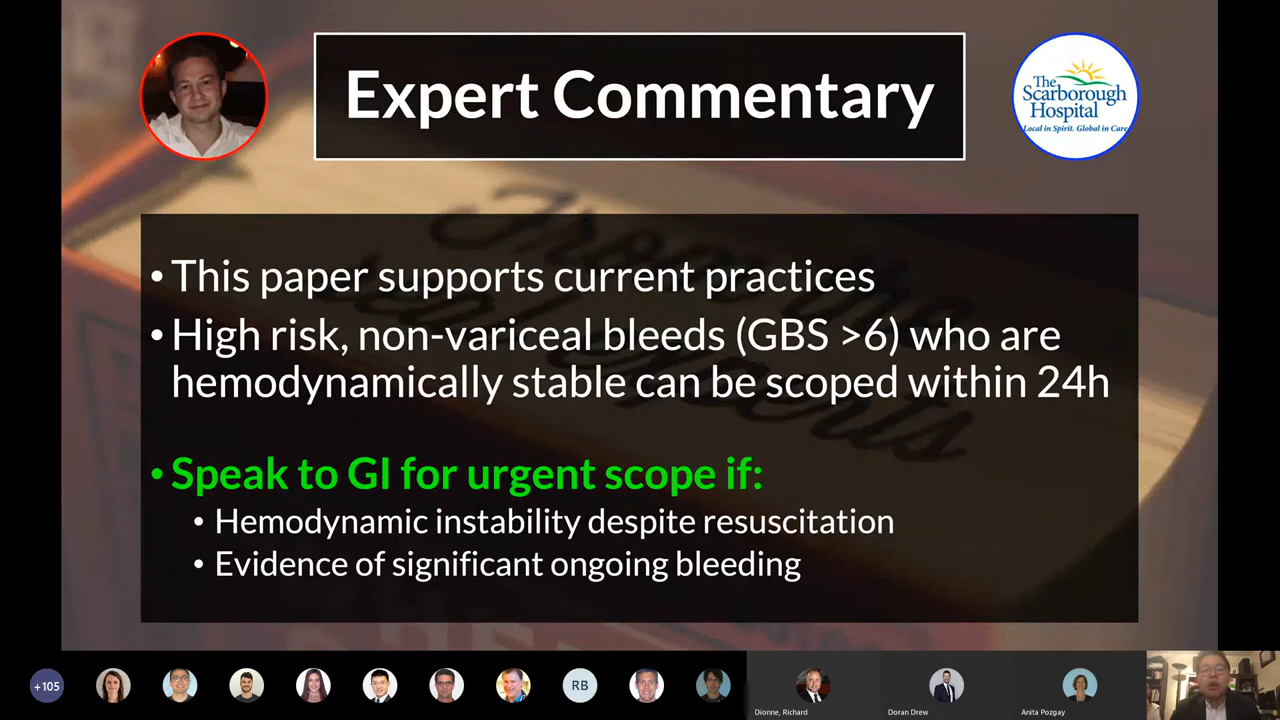 Expert Commentary
The
Scarborough
Hospital
Local in Spirit. Global in Care.
• This paper supports current practices
• High risk, non-variceal bleeds (GBS >6) who are
hemodynamically stable can be scoped within 24h
• Speak to GI for urgent scope if:
• Hemodynamic instability despite resuscitation
• Evidence of significant ongoing bleeding
+105
RB
Dionne, Richard
Doran Drew
Anita Pozgay